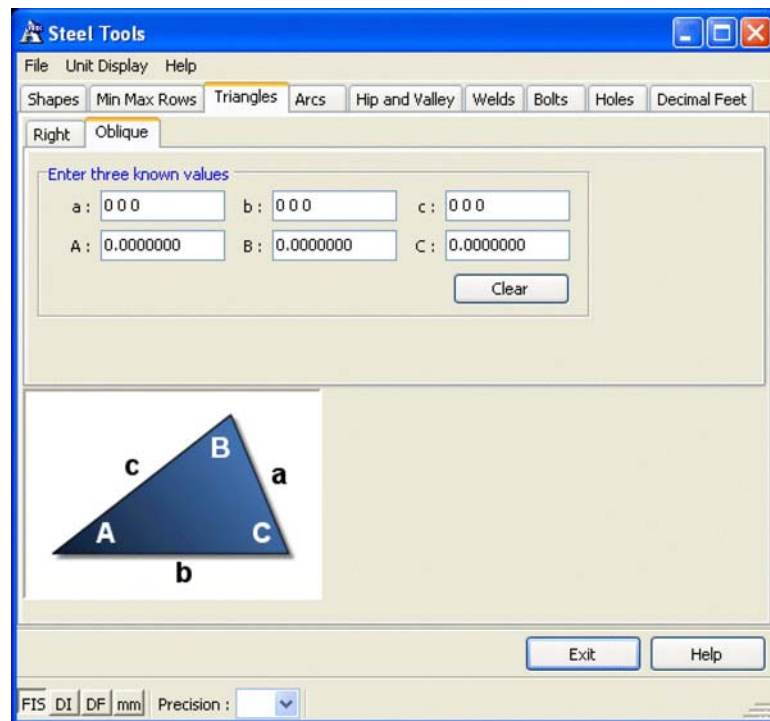 Steel Tools
File Unit Display Help
Shapes Min Max Rows Triangles Arcs Hip and Valley Welds Bolts Holes Decimal Feet
Right Oblique
Enter three known values
a : 0 0 0 b : 0 0 0 c : 0 0 0
A : 0.0000000 B : 0.0000000 C : 0.0000000
Clear
B
c a
A C
b
Exit Help
FIS DI DF mm Precision :